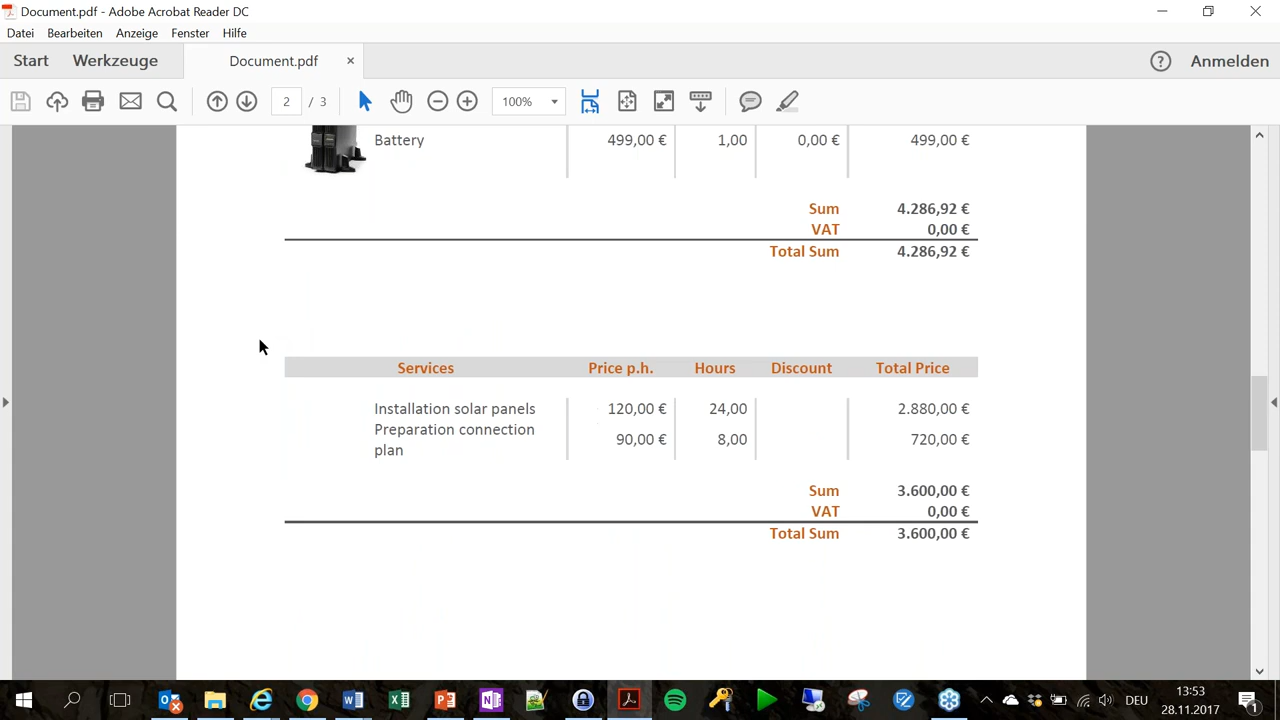 Document.pdf - Adobe Acrobat Reader DC
Datei Bearbeiten Anzeige Fenster Hilfe
Start Werkzeuge Document.pdf × ? Anmelden
2 / 3 100%
Battery 499,00 € 1,00 0,00 € 499,00 €
Sum 4.286,92 €
VAT 0,00 €
Total Sum 4.286,92 €
Services Price p.h. Hours Discount Total Price
Installation solar panels 120,00 € 24,00 2.880,00 €
Preparation connection
plan 90,00 € 8,00 720,00 €
Sum 3.600,00 €
VAT 0,00 €
Total Sum 3.600,00 €
DEU 13:53
28.11.2017 1